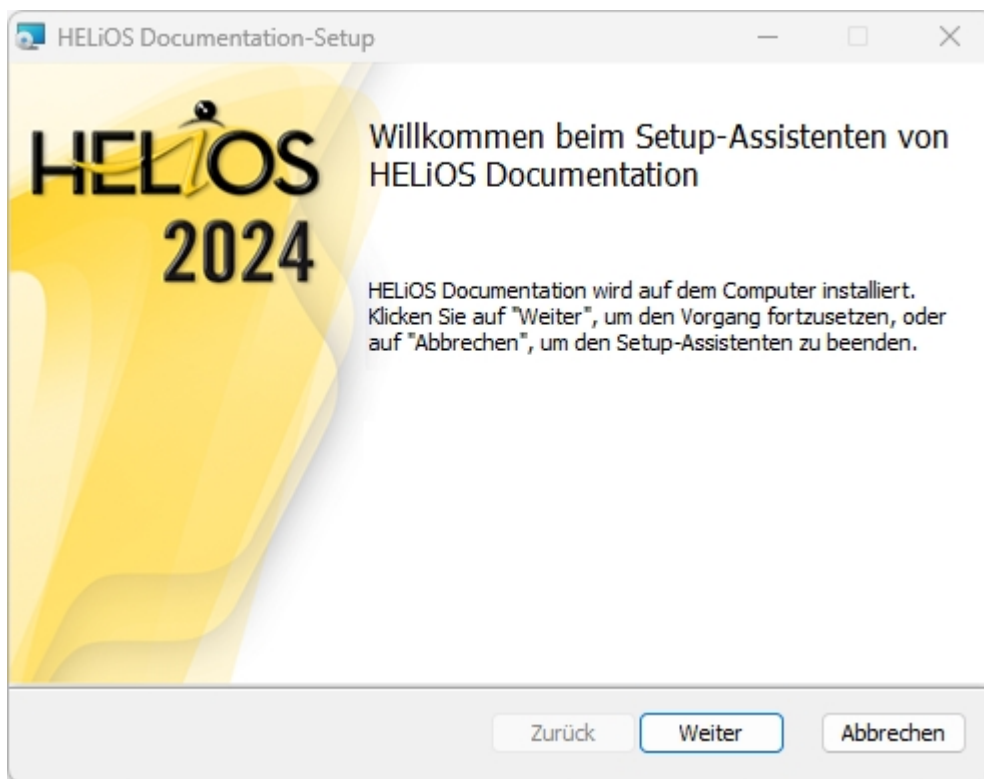 HELiOS Documentation-Setup
HELiOS
2024
Willkommen beim Setup-Assistenten von
HELiOS Documentation
HELiOS Documentation wird auf dem Computer installiert.
Klicken Sie auf "Weiter", um den Vorgang fortzusetzen, oder
auf "Abbrechen", um den Setup-Assistenten zu beenden.
Zurück
Weiter
Abbrechen